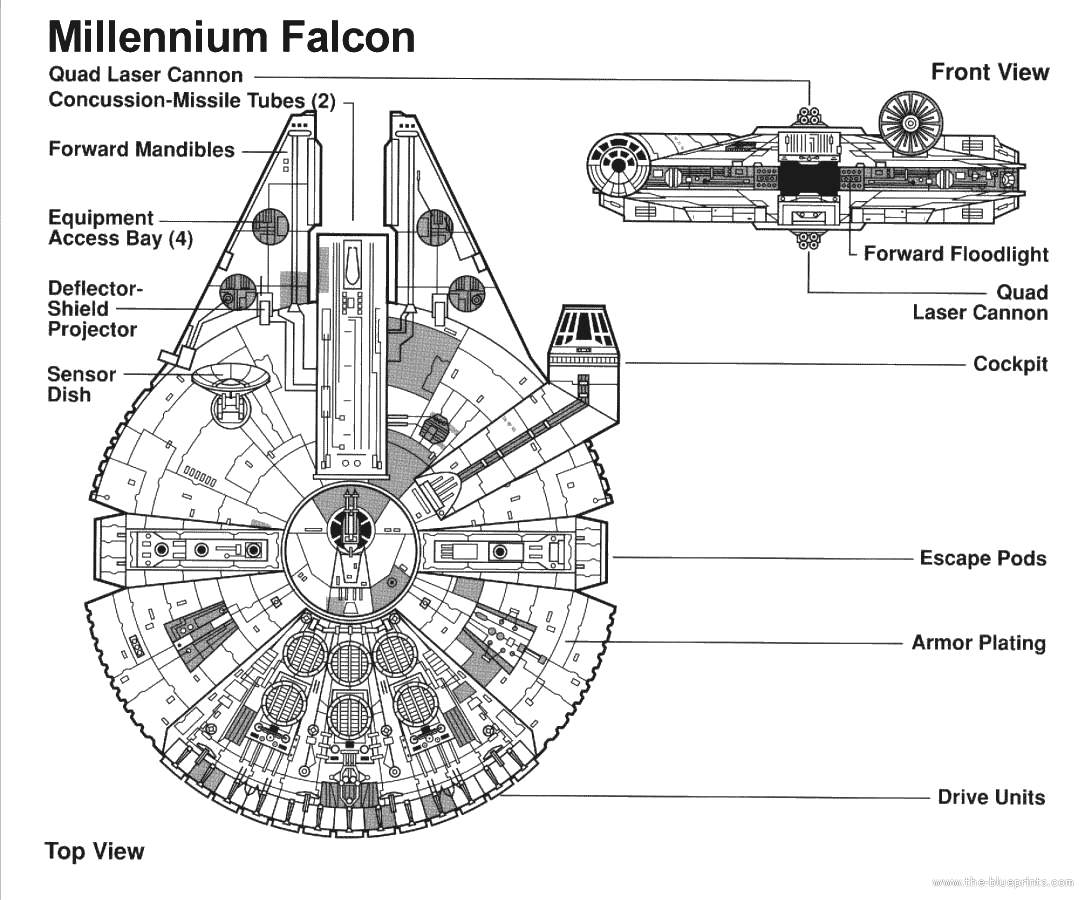 Millennium Falcon
Quad Laser Cannon
Concussion-Missile Tubes (2)
Forward Mandibles
Equipment
Access Bay (4)
Deflector-
Shield
Projector
Sensor
Dish
Front View
Forward Floodlight
Quad
Laser Cannon
Cockpit
Escape Pods
Armor Plating
Drive Units
Top View
www.the-blueprints.com